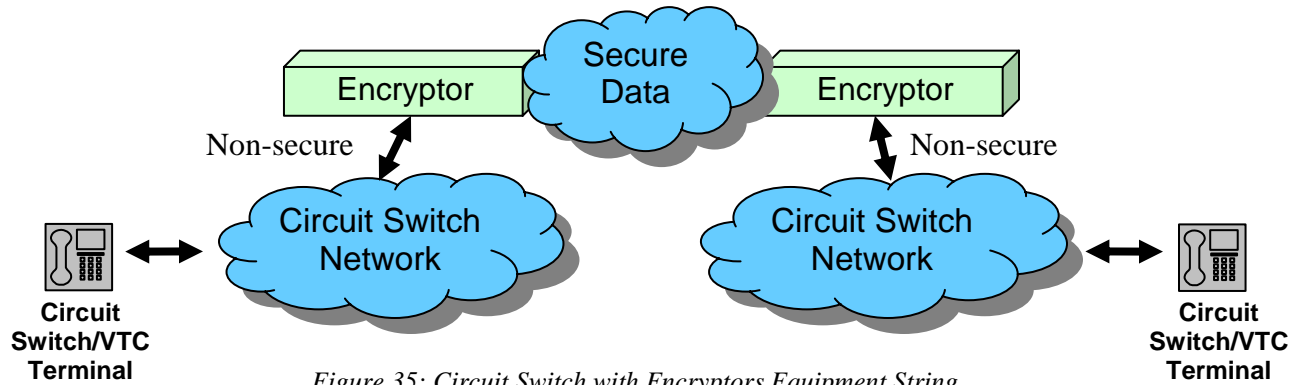 Secure
Data
Encryptor
Encryptor
Non-secure
Non-secure
Circuit Switch
Network
Circuit Switch
Network
Circuit
Switch/VTC
Terminal
Circuit
Switch/VTC
Terminal
Figure 35: Circuit Switch with Encryptors Equipment String